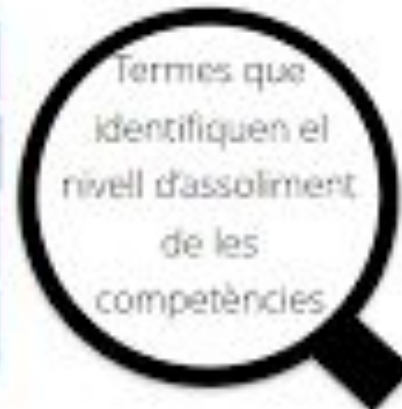 Termes que
identifiquen el
nivell d'assoliment
de les
competències